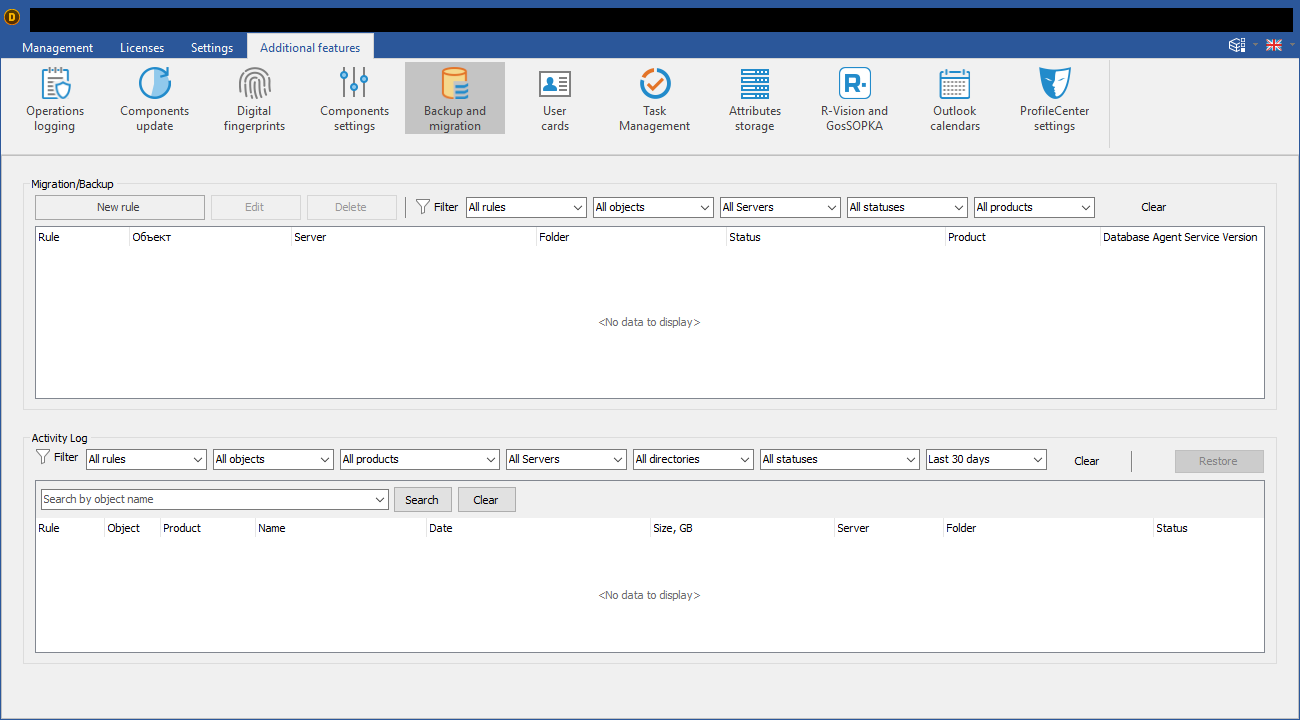 D
Management Licenses Settings Additional features
Operations logging
Components update
Digital fingerprints
Components settings
Backup and migration
User cards
Task Management
Attributes storage
R-Vision and GosSOPKA
Outlook calendars
ProfileCenter settings
Migration/Backup
New rule Edit Delete Filter All rules All objects All Servers All statuses All products Clear
Rule Объект Server Folder Status Product Database Agent Service Version
<No data to display>
Activity Log
Filter All rules All objects All products All Servers All directories All statuses Last 30 days Clear Restore
Search by object name Search Clear
Rule Object Product Name Date Size, GB Server Folder Status
<No data to display>